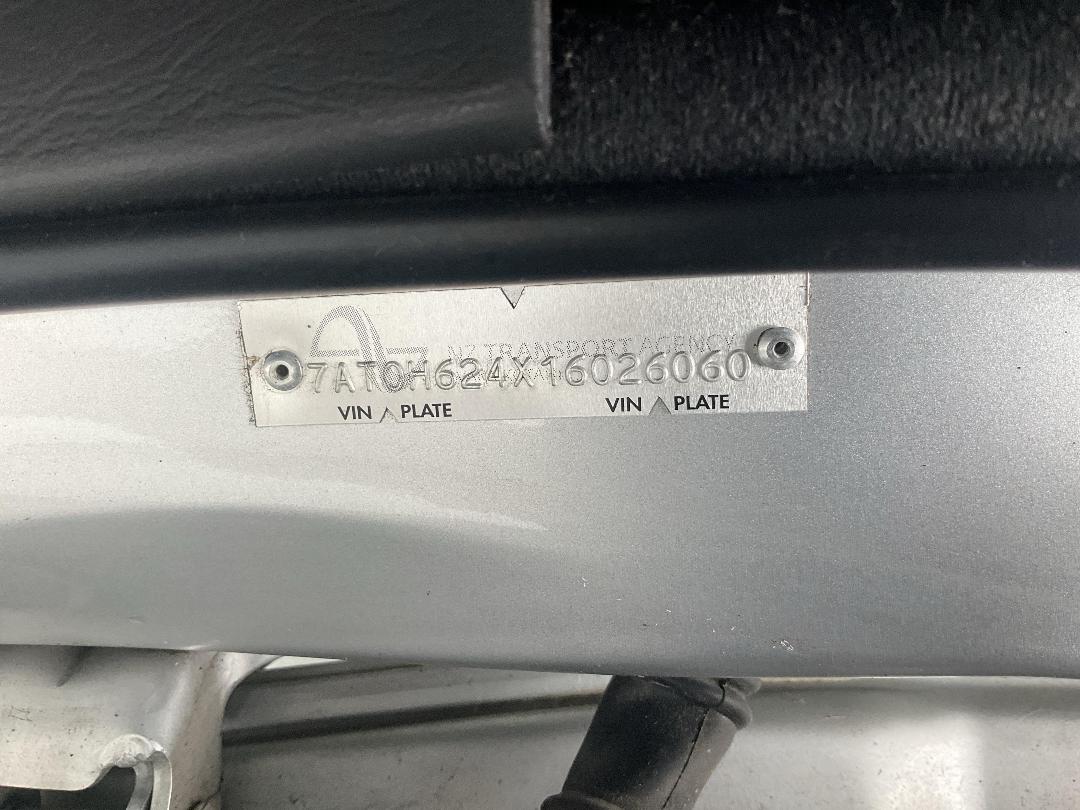 NZ TRANSPORT AGENCY
7AT0H624X16026060
VIN PLATE VIN PLATE